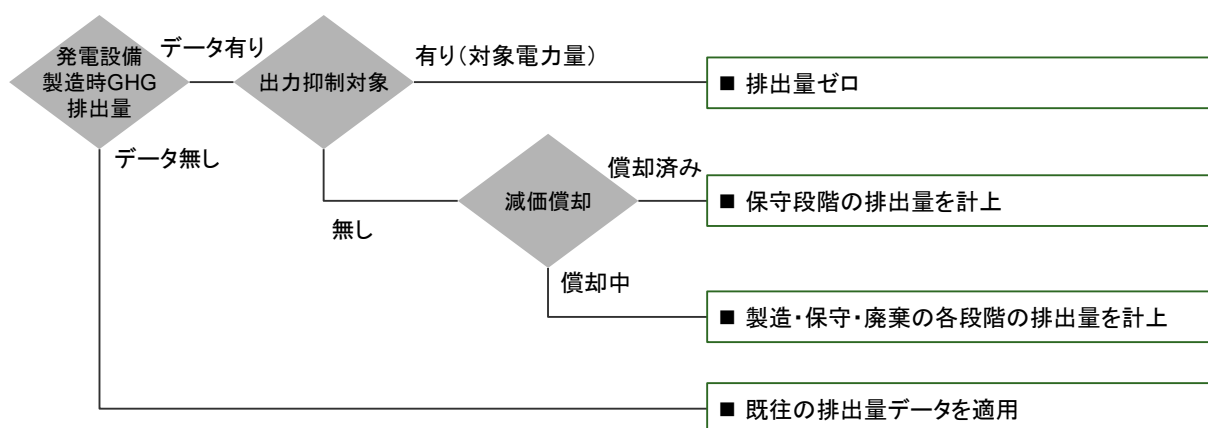 発電設備
製造時GHG
排出量
データ有り
出力抑制対象
有り(対象電力量)
■ 排出量ゼロ
データ無し
無し
減価償却
償却済み
■ 保守段階の排出量を計上
償却中
■ 製造・保守・廃棄の各段階の排出量を計上
■ 既往の排出量データを適用